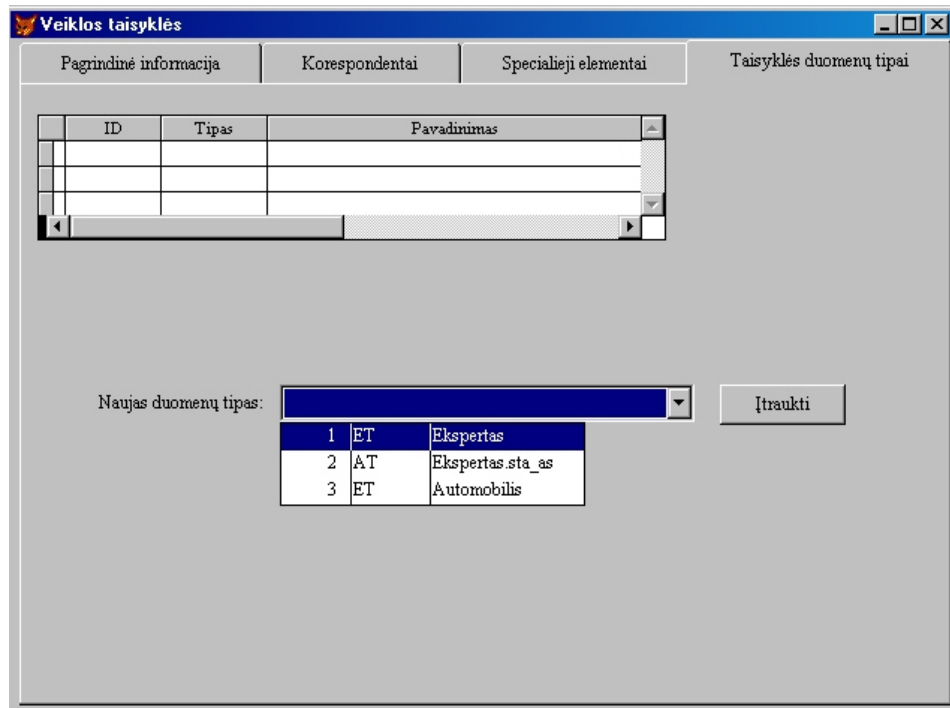 Veiklos taisyklės
Pagrindinė informacija Korespondentai Specialieji elementai Taisyklės duomenų tipai
ID Tipas Pavadinimas
Naujas duomenų tipas: Įtraukti
1 ET Ekspertas
2 AT Ekspertas.sta_as
3 ET Automobilis